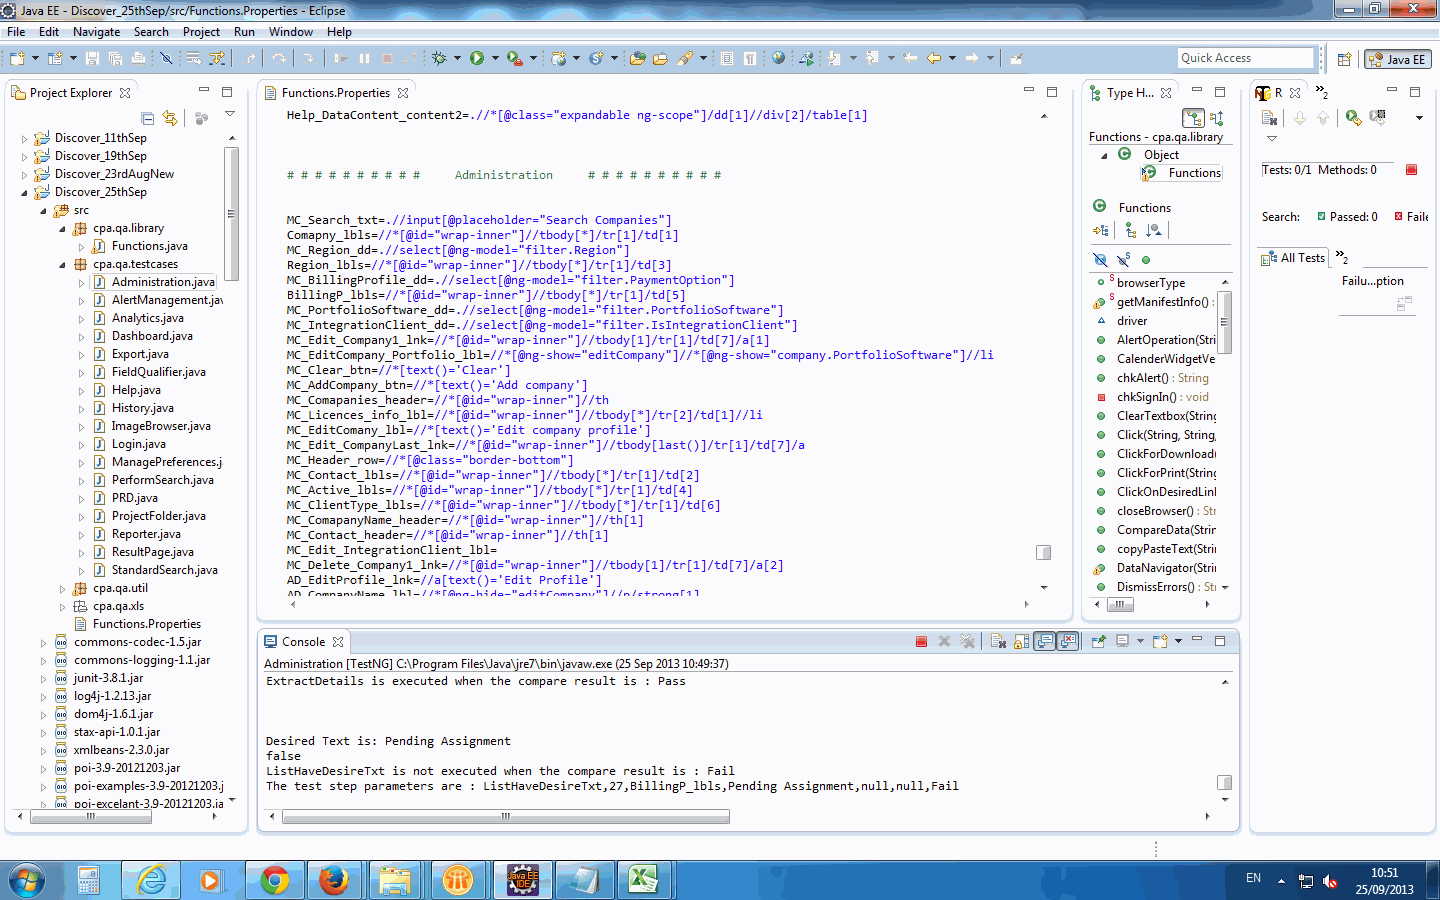 Java EE - Discover_25thSep/src/Functions.Properties - Eclipse
File Edit Navigate Search Project Run Window Help
Quick Access
Java EE
Project Explorer
Discover_11thSep
Discover_19thSep
Discover_23rdAugNew
Discover_25thSep
src
cpa.qa.library
Functions.java
cpa.qa.testcases
Administration.java
AlertManagement.jav
Analytics.java
Dashboard.java
Export.java
FieldQualifier.java
Help.java
History.java
ImageBrowser.java
Login.java
ManagePreferences.j
PerformSearch.java
PRD.java
ProjectFolder.java
Reporter.java
ResultPage.java
StandardSearch.java
cpa.qa.util
cpa.qa.xls
Functions.Properties
commons-codec-1.5.jar
commons-logging-1.1.jar
junit-3.8.1.jar
log4j-1.2.13.jar
dom4j-1.6.1.jar
stax-api-1.0.1.jar
xmlbeans-2.3.0.jar
poi-3.9-20121203.jar
poi-examples-3.9-20121203.j
poi-excelant-3.9-20121203.ja
Functions.Properties
Help_DataContent_content2=.//*[@class="expandable ng-scope"]/dd[1]//div[2]/table[1]
# # # # # # # # # # Administration # # # # # # # # # #
MC_Search_txt=.//input[@placeholder="Search Companies"]
Comapny_lbls=//*[@id="wrap-inner"]//tbody[*]/tr[1]/td[1]
MC_Region_dd=.//select[@ng-model="filter.Region"]
Region_lbls=//*[@id="wrap-inner"]//tbody[*]/tr[1]/td[3]
MC_BillingProfile_dd=.//select[@ng-model="filter.PaymentOption"]
BillingP_lbls=//*[@id="wrap-inner"]//tbody[*]/tr[1]/td[5]
MC_PortfolioSoftware_dd=.//select[@ng-model="filter.PortfolioSoftware"]
MC_IntegrationClient_dd=.//select[@ng-model="filter.IsIntegrationClient"]
MC_Edit_Company1_lnk=//*[@id="wrap-inner"]//tbody[1]/tr[1]/td[7]/a[1]
MC_EditCompany_Portfolio_lbl=//*[@ng-show="editCompany"]//*[@ng-show="company.PortfolioSoftware"]//li
MC_Clear_btn=//*[text()='Clear']
MC_AddCompany_btn=//*[text()='Add company']
MC_Comapanies_header=//*[@id="wrap-inner"]//th
MC_Licences_info_lbl=//*[@id="wrap-inner"]//tbody[*]/tr[2]/td[1]//li
MC_EditComany_lbl=//*[text()='Edit company profile']
MC_Edit_CompanyLast_lnk=//*[@id="wrap-inner"]//tbody[last()]/tr[1]/td[7]/a
MC_Header_row=//*[@class="border-bottom"]
MC_Contact_lbls=//*[@id="wrap-inner"]//tbody[*]/tr[1]/td[2]
MC_Active_lbls=//*[@id="wrap-inner"]//tbody[*]/tr[1]/td[4]
MC_ClientType_lbls=//*[@id="wrap-inner"]//tbody[*]/tr[1]/td[6]
MC_ComapanyName_header=//*[@id="wrap-inner"]//th[1]
MC_Contact_header=//*[@id="wrap-inner"]//th[1]
MC_Edit_IntegrationClient_lbl=
MC_Delete_Company1_lnk=//*[@id="wrap-inner"]//tbody[1]/tr[1]/td[7]/a[2]
AD_EditProfile_lnk=//a[text()='Edit Profile']
AD_CompanyName_lbl=//*[@ng-hide="editCompany"]//p/strong[1]
Type H...
Functions - cpa.qa.library
Object
Functions
Functions
browserType
getManifestInfo() :
driver
AlertOperation(Strin
CalenderWidgetVe
chkAlert() : String
chkSignIn() : void
ClearTextbox(String
Click(String, String,
ClickForDownload(
ClickForPrint(String
ClickOnDesiredLinl
closeBrowser() : Str
CompareData(Strin
copyPasteText(Strin
DataNavigator(Strin
DismissErrors() : Str
R
2
Tests: 0/1 Methods: 0
Search: Passed: 0 Faile
All Tests
2
Failu...ption
Console
Administration [TestNG] C:\Program Files\Java\jre7\bin\javaw.exe (25 Sep 2013 10:49:37)
ExtractDetails is executed when the compare result is : Pass
Desired Text is: Pending Assignment
false
ListHaveDesireTxt is not executed when the compare result is : Fail
The test step parameters are : ListHaveDesireTxt,27,BillingP_lbls,Pending Assignment,null,null,Fail
Java EE
IDE
EN
10:51
25/09/2013